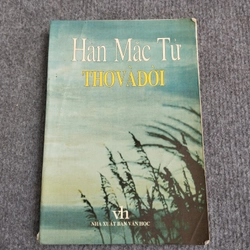 Hàn Mặc Tử
THƠ VÀ ĐỜI
vh
NHÀ XUẤT BẢN VĂN HỌC